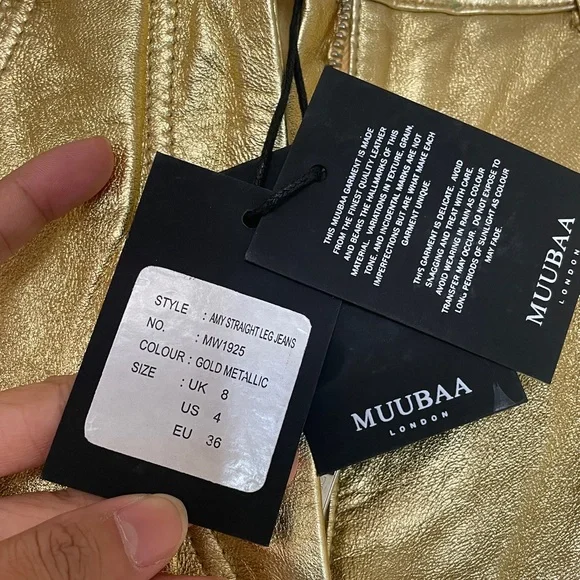 STYLE : AMY STRAIGHT LEG JEANS
NO. : MW1925
COLOUR : GOLD METALLIC
SIZE : UK 8
US 4
EU 36
THIS MUUBAA GARMENT IS MADE
FROM THE FINEST QUALITY LEATHER
AND BEARS THE HALLMARKS OF THIS
MATERIAL. VARIATIONS IN TEXTURE, GRAIN,
TONE, AND INCIDENTAL MARKS ARE NOT
IMPERFECTIONS BUT ARE WHAT MAKE EACH
GARMENT UNIQUE.
THIS GARMENT IS DELICATE. AVOID
SNAGGING AND TREAT WITH CARE.
AVOID WEARING IN RAIN AS COLOUR
TRANSFER MAY OCCUR. DO NOT EXPOSE TO
LONG PERIODS OF SUNLIGHT AS COLOUR
MAY FADE.
MUUBAA
LONDON
MUUBAA
LONDON